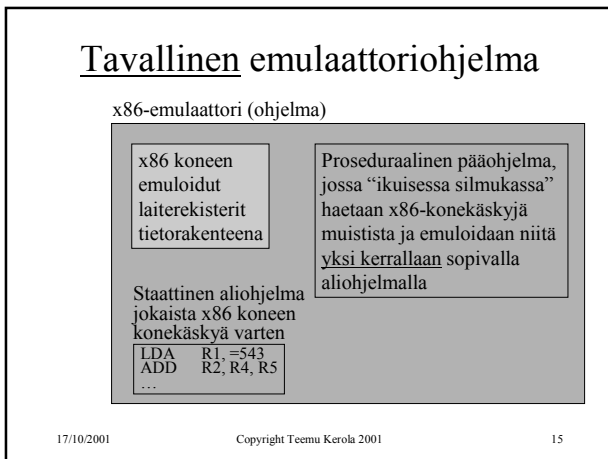 Tavallinen emulaattoriohjelma
x86-emulaattori (ohjelma)
x86 koneen
emuloidut
laiterekisterit
tietorakenteena
Proseduraalinen pääohjelma,
jossa “ikuisessa silmukassa”
haetaan x86-konekäskyjä
muistista ja emuloidaan niitä
yksi kerrallaan sopivalla
aliohjelmalla
Staattinen aliohjelma
jokaista x86 koneen
konekäskyä varten
LDA R1, =543
ADD R2, R4, R5
…
17/10/2001 Copyright Teemu Kerola 2001 15